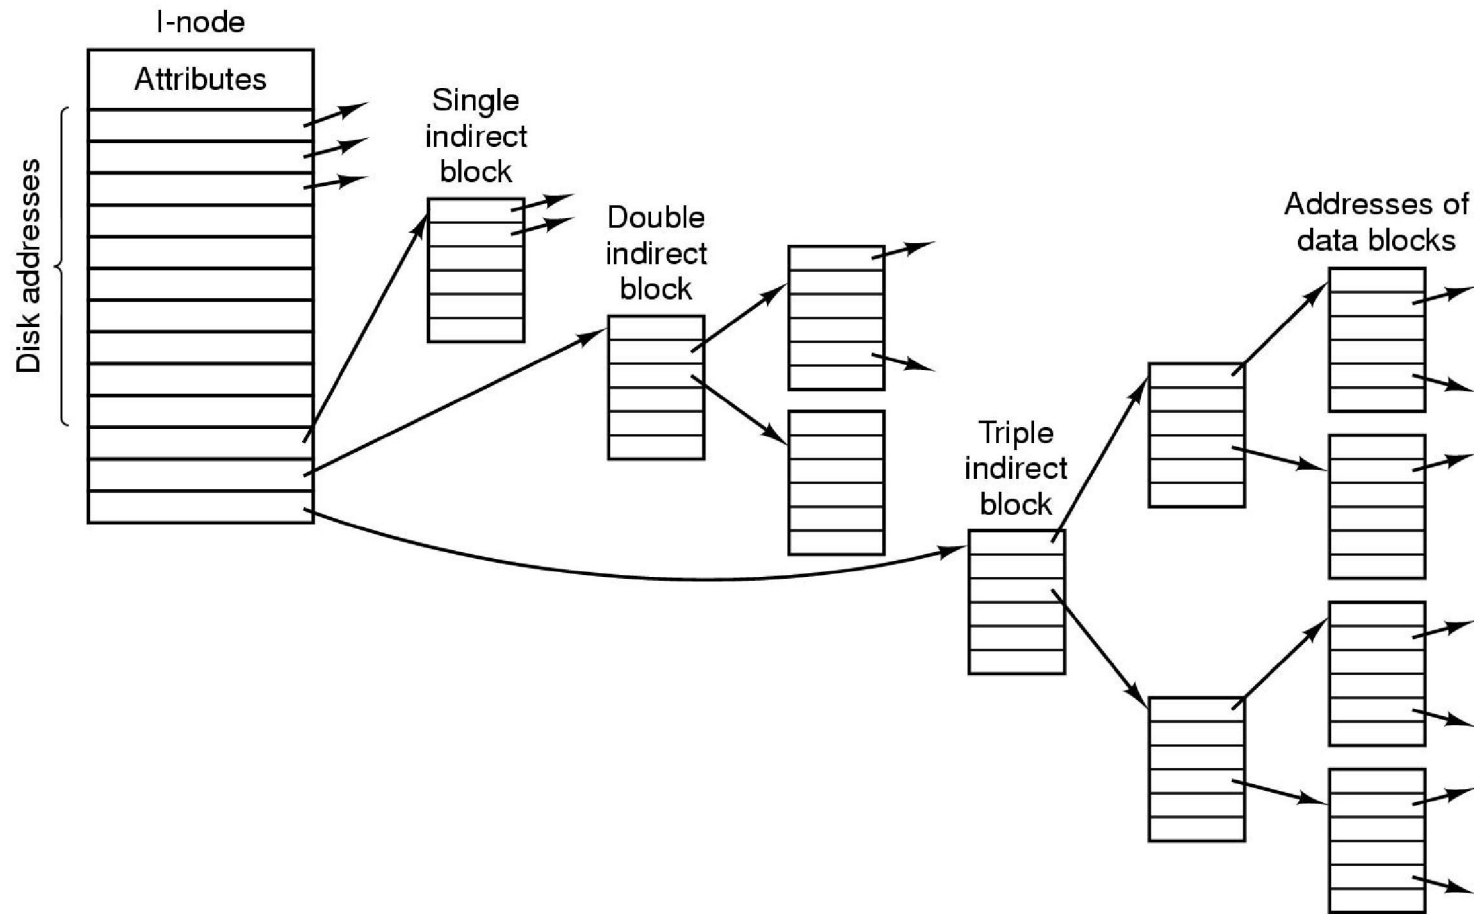 I-node
Attributes
Disk addresses
Single
indirect
block
Double
indirect
block
Triple
indirect
block
Addresses of
data blocks